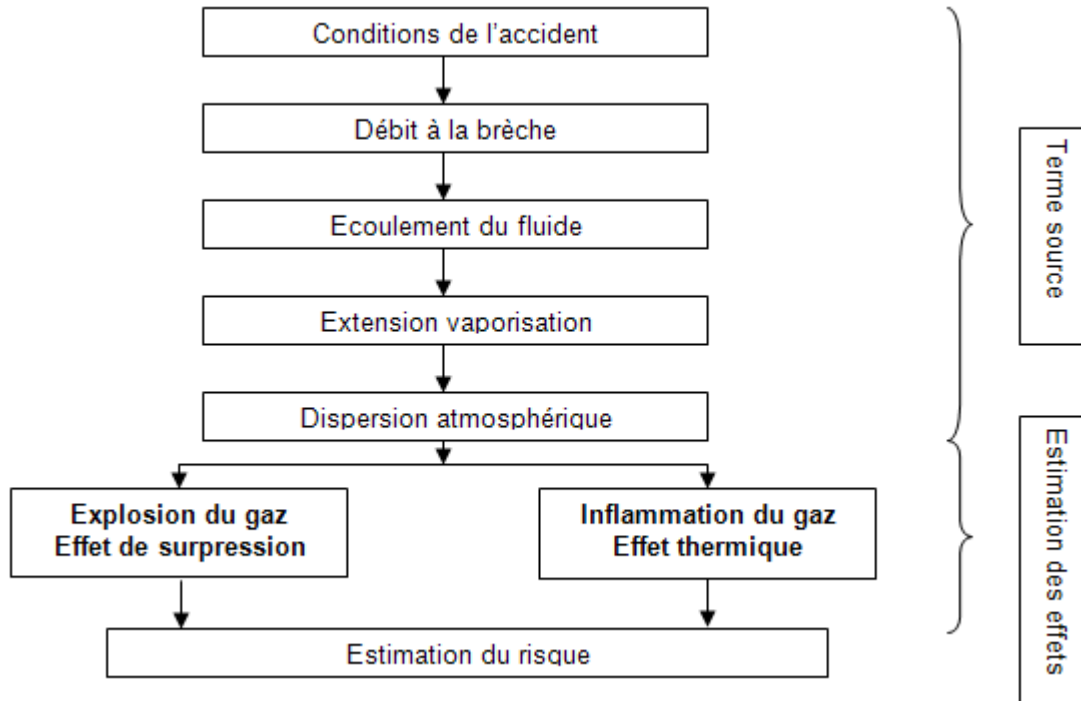 Conditions de l'accident
Débit à la brèche
Ecoulement du fluide
Extension vaporisation
Dispersion atmosphérique
Explosion du gaz
Effet de surpression
Inflammation du gaz
Effet thermique
Estimation du risque
Terme source
Estimation des effets